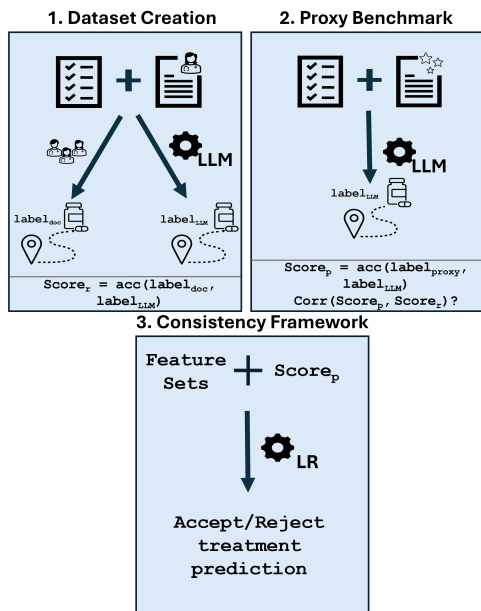 1. Dataset Creation
LLM
label_doc
label_LLM
Score_r = acc(label_doc,
label_LLM)
2. Proxy Benchmark
LLM
label_LLM
Score_p = acc(label_proxy,
label_LLM)
Corr(Score_p, Score_r)?
3. Consistency Framework
Feature
Sets
Score_p
LR
Accept/Reject
treatment
prediction